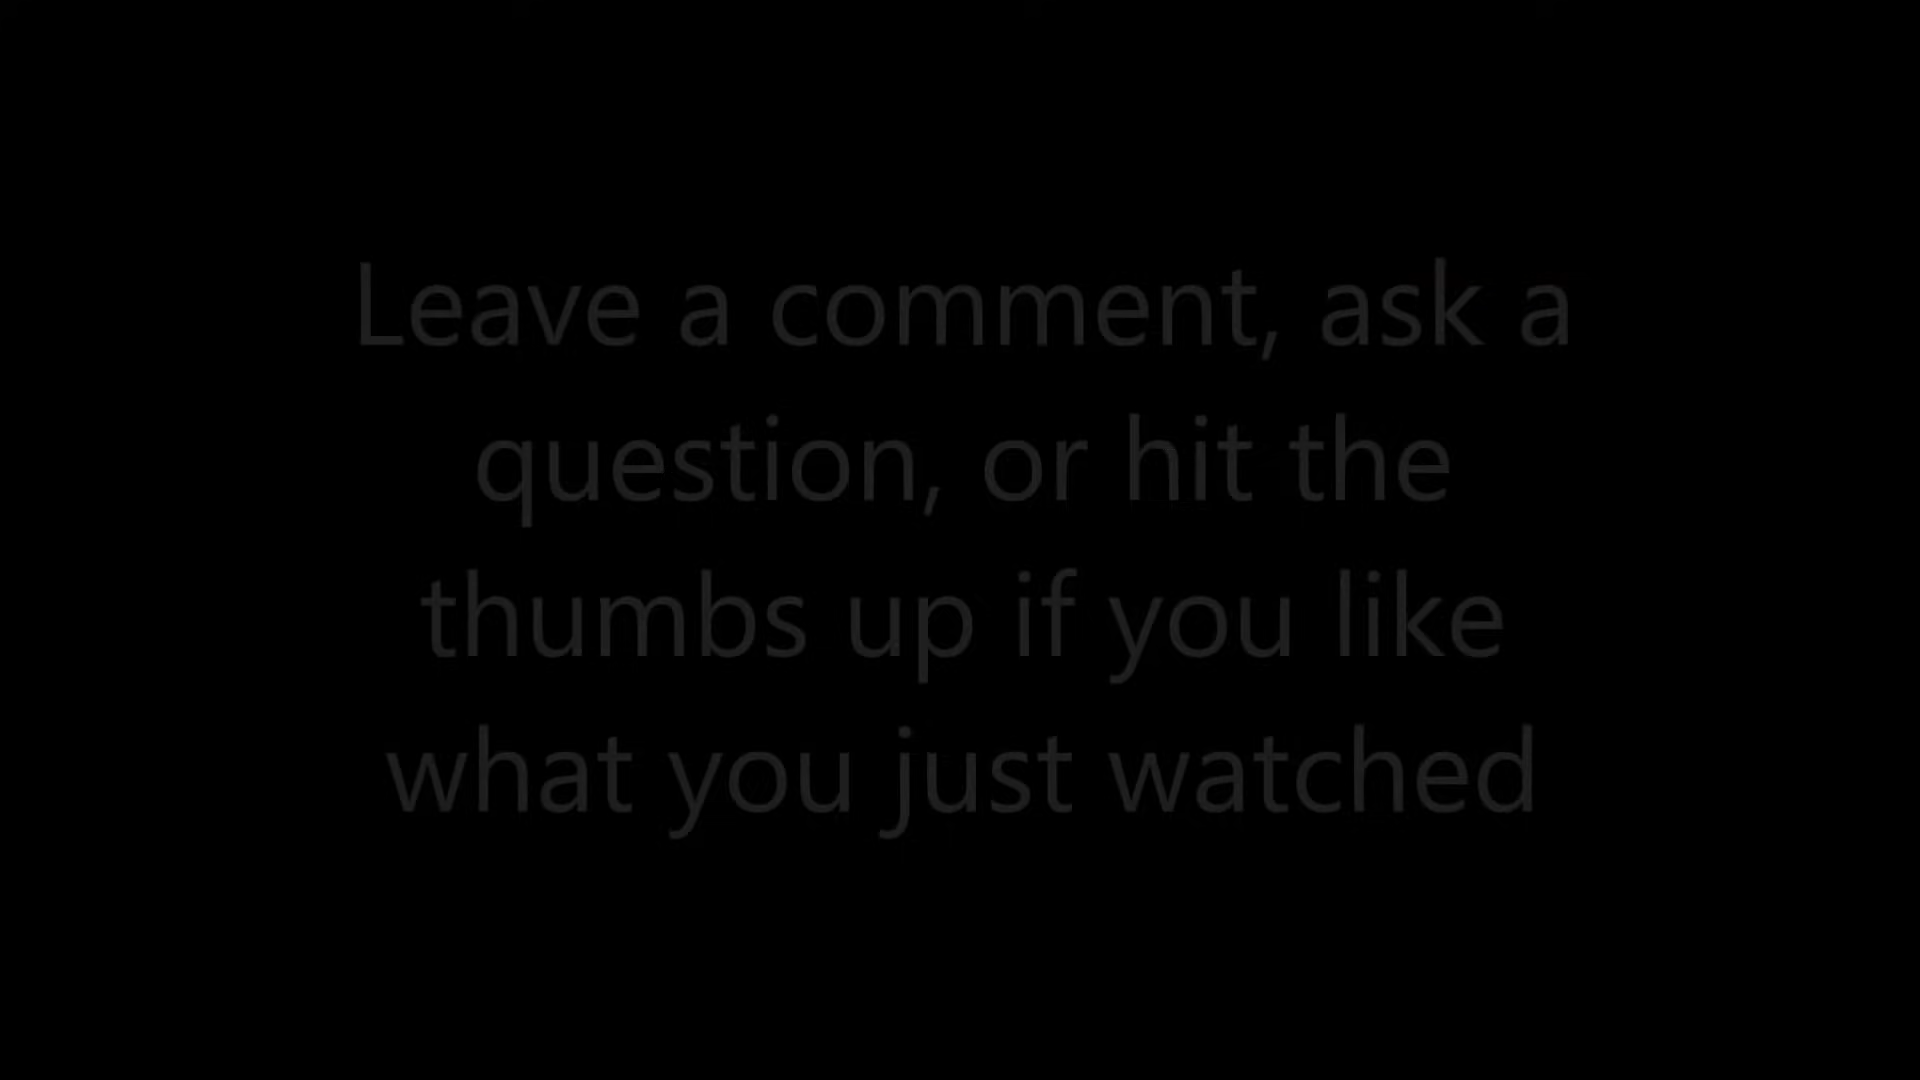 Leave a comment, ask a
question, or hit the
thumbs up if you like
what you just watched